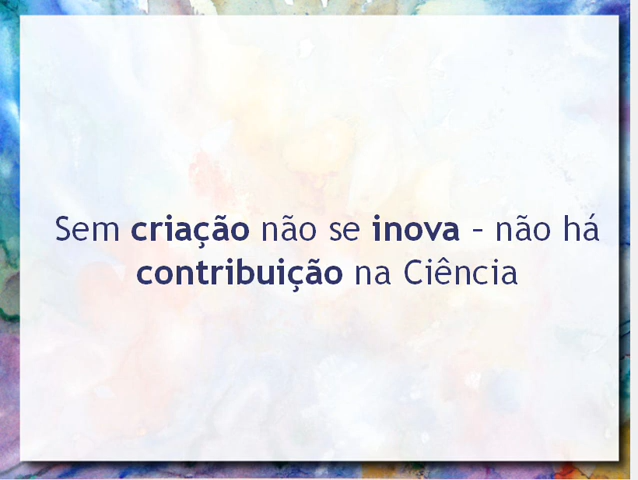 Sem criação não se inova – não há
contribuição na Ciência